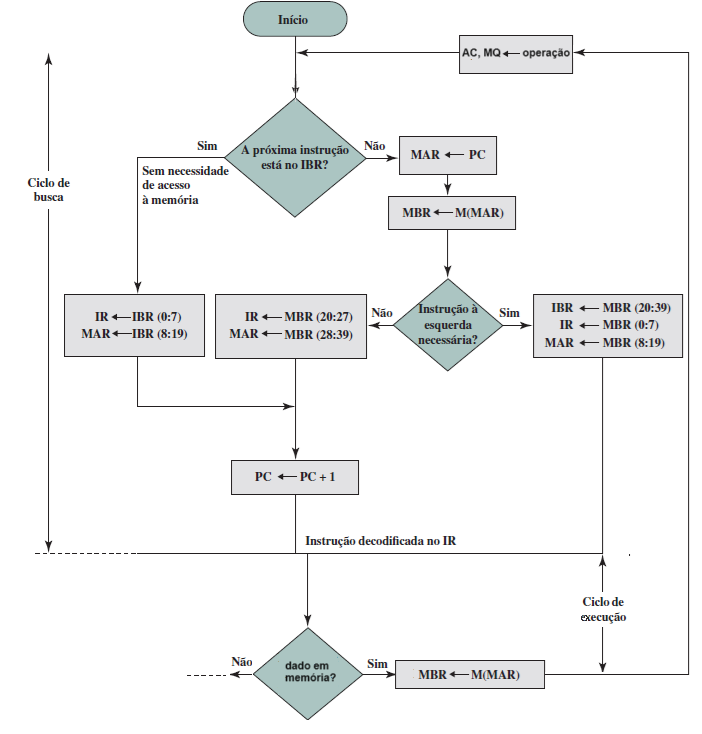 Início
AC, MQ ← operação
Sim
A próxima instrução
está no IBR?
Não
MAR ← PC
Sem necessidade
de acesso
à memória
Ciclo de
busca
MBR ← M(MAR)
IR ← IBR (0:7)
MAR ← IBR (8:19)
IR ← MBR (20:27)
MAR ← MBR (28:39)
Não
Instrução à
esquerda
necessária?
Sim
IBR ← MBR (20:39)
IR ← MBR (0:7)
MAR ← MBR (8:19)
PC ← PC + 1
Instrução decodificada no IR
Ciclo de
execução
Não
dado em
memória?
Sim
MBR ← M(MAR)